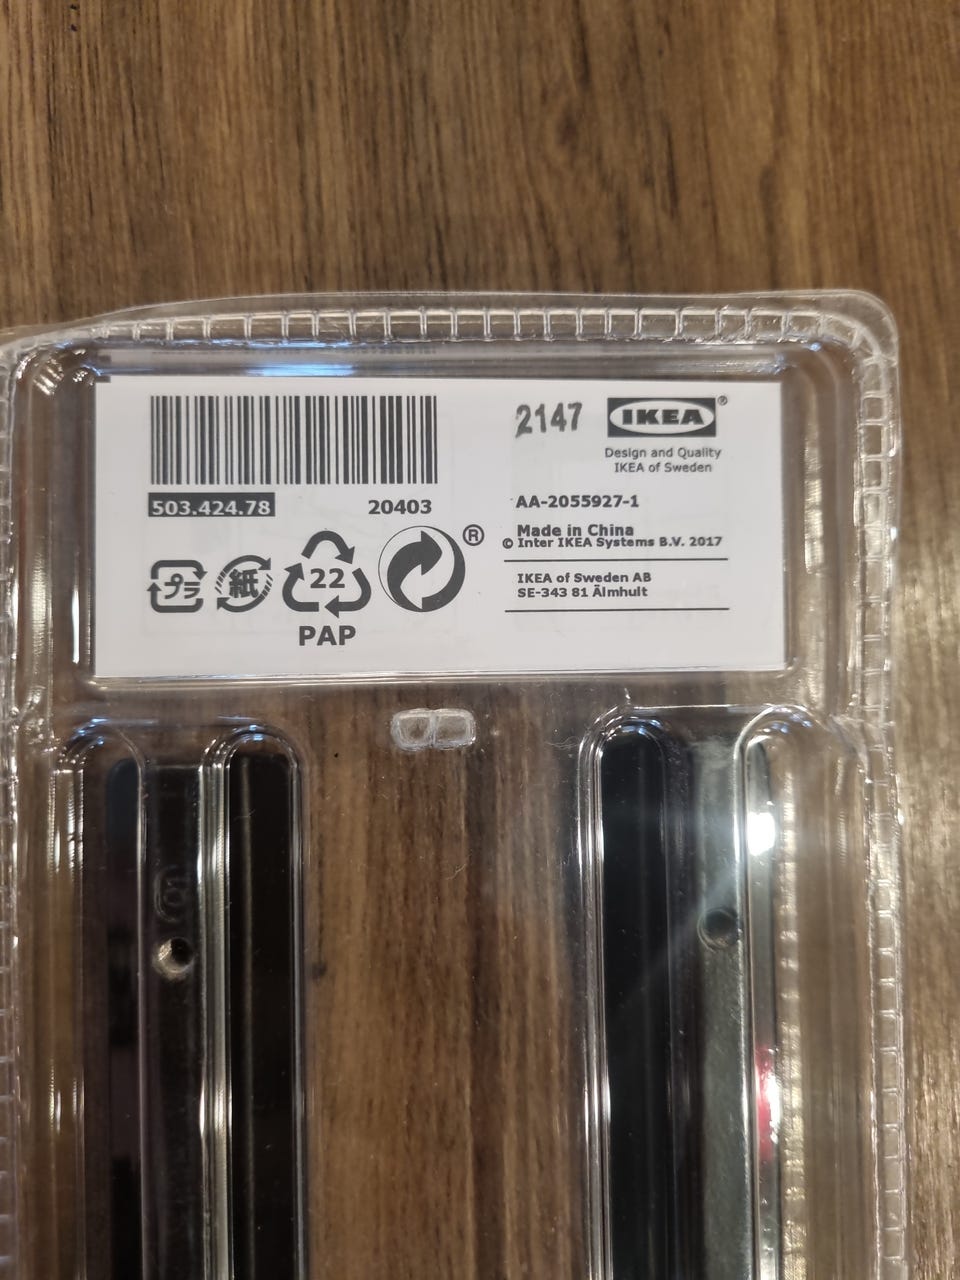 2147 IKEA®
Design and Quality
IKEA of Sweden
503.424.78 20403
AA-2055927-1
Made in China
© Inter IKEA Systems B.V. 2017
IKEA of Sweden AB
SE-343 81 Älmhult
プラ 紙 22 ®
PAP